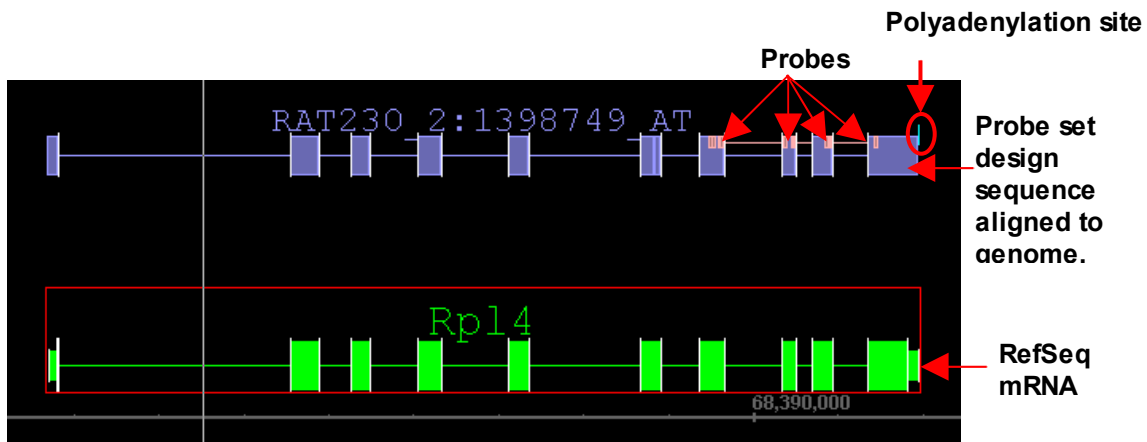 Polyadenylation site
Probes
RAT230_2:1398749_AT
Probe set
design
sequence
aligned to
genome.
Rpl4
RefSeq
mRNA
68,390,000